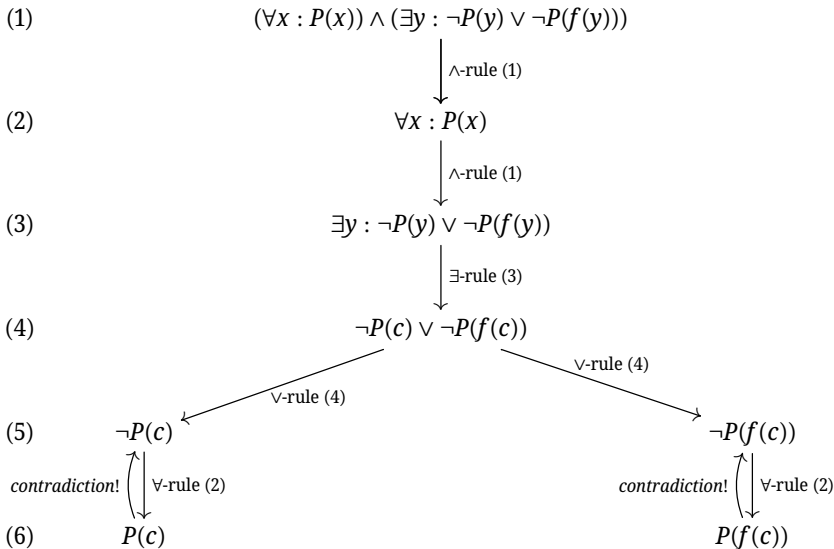 (1) (∀x : P(x)) ∧ (∃y : ¬P(y) ∨ ¬P(f(y)))
∧-rule (1)
(2) ∀x : P(x)
∧-rule (1)
(3) ∃y : ¬P(y) ∨ ¬P(f(y))
∃-rule (3)
(4) ¬P(c) ∨ ¬P(f(c))
∨-rule (4)
∨-rule (4)
(5) ¬P(c) ¬P(f(c))
contradiction! ∀-rule (2) contradiction! ∀-rule (2)
(6) P(c) P(f(c))